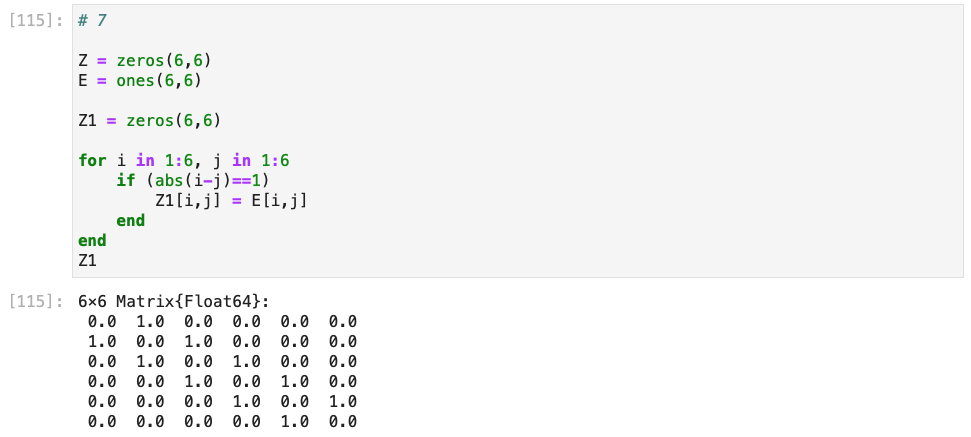 [115]: # 7
Z = zeros(6,6)
E = ones(6,6)
Z1 = zeros(6,6)
for i in 1:6, j in 1:6
    if (abs(i-j)==1)
        Z1[i,j] = E[i,j]
    end
end
Z1
[115]: 6×6 Matrix{Float64}:
 0.0  1.0  0.0  0.0  0.0  0.0
 1.0  0.0  1.0  0.0  0.0  0.0
 0.0  1.0  0.0  1.0  0.0  0.0
 0.0  0.0  1.0  0.0  1.0  0.0
 0.0  0.0  0.0  1.0  0.0  1.0
 0.0  0.0  0.0  0.0  1.0  0.0